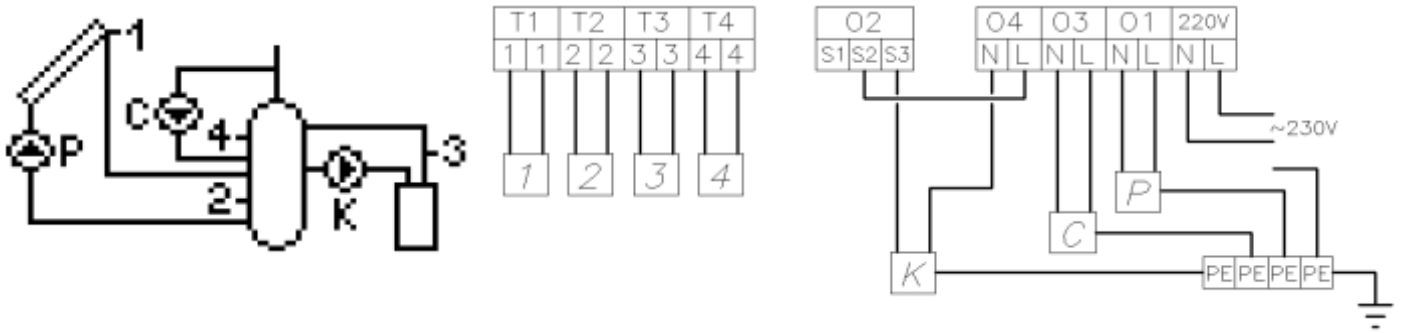 1
C
4
P
3
2
K
T1 T2 T3 T4
1 1 2 2 3 3 4 4
1 2 3 4
O2 O4 O3 O1 220V
S1 S2 S3 N L N L N L N L
~230V
P
C
K
PE PE PE PE